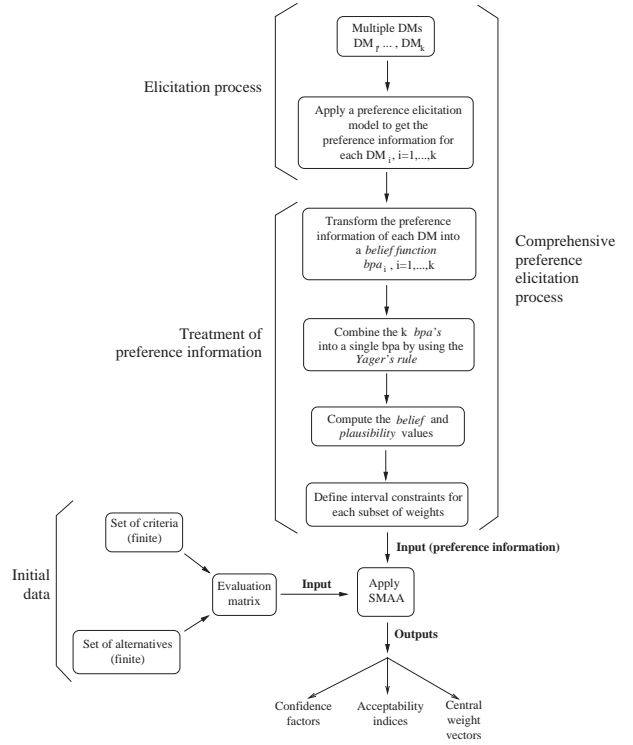 Multiple DMs
DM1, ... , DMk
Elicitation process
Apply a preference elicitation
model to get the
preference information for
each DM i, i=1,...,k
Transform the preference
information of each DM into
a belief function
bpa i, i=1,...,k
Comprehensive
preference
elicitation
process
Treatment of
preference information
Combine the k bpa's
into a single bpa by using the
Yager's rule
Compute the belief and
plausibility values
Define interval constraints for
each subset of weights
Input (preference information)
Initial
data
Set of criteria
(finite)
Evaluation
matrix
Input
Apply
SMAA
Set of alternatives
(finite)
Outputs
Confidence
factors
Acceptability
indices
Central
weight
vectors